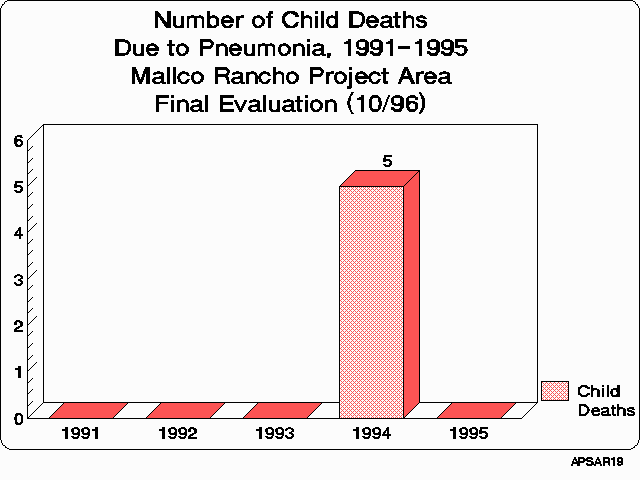 Number of Child Deaths
Due to Pneumonia, 1991-1995
Mallco Rancho Project Area
Final Evaluation (10/96)
6
5
4
3
2
1
0
5
1991 1992 1993 1994 1995
Child
Deaths
APSAR19